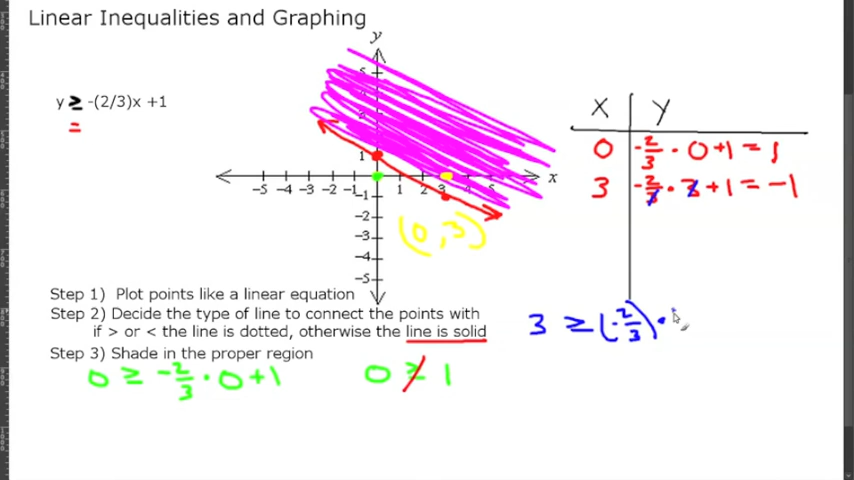 Linear Inequalities and Graphing
y ≥ -(2/3)x +1
=
y
x
5
2
1
-5 -4 -3 -2 -1 1 2 3
-1
-2
-3
-4
-5
(0,3)
X Y
0 -2/3 · 0+1 = 1
3 -2/3 · 3 +1 = -1
Step 1) Plot points like a linear equation
Step 2) Decide the type of line to connect the points with
if > or < the line is dotted, otherwise the line is solid
Step 3) Shade in the proper region
3 ≥ (-2/3) ·
0 ≥ -2/3 · 0+1
0 ≥ 1